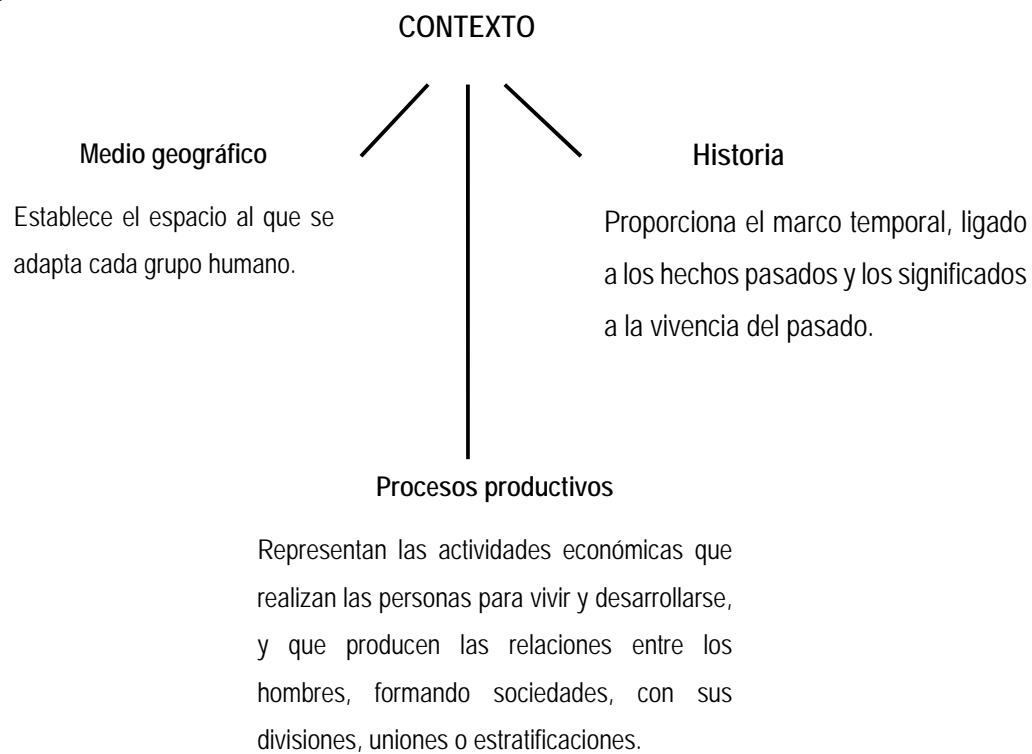 CONTEXTO
Medio geográfico
Establece el espacio al que se
adapta cada grupo humano.
Historia
Proporciona el marco temporal, ligado
a los hechos pasados y los significados
a la vivencia del pasado.
Procesos productivos
Representan las actividades económicas que
realizan las personas para vivir y desarrollarse,
y que producen las relaciones entre los
hombres, formando sociedades, con sus
divisiones, uniones o estratificaciones.